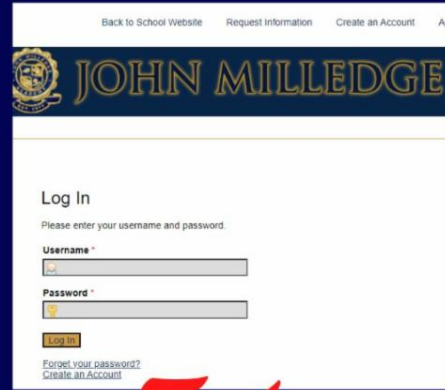 Back to School Website Request Information Create an Account
JOHN MILLEDGE
Log In
Please enter your username and password.
Username *
Password *
Log In
Forget your password?
Create an Account